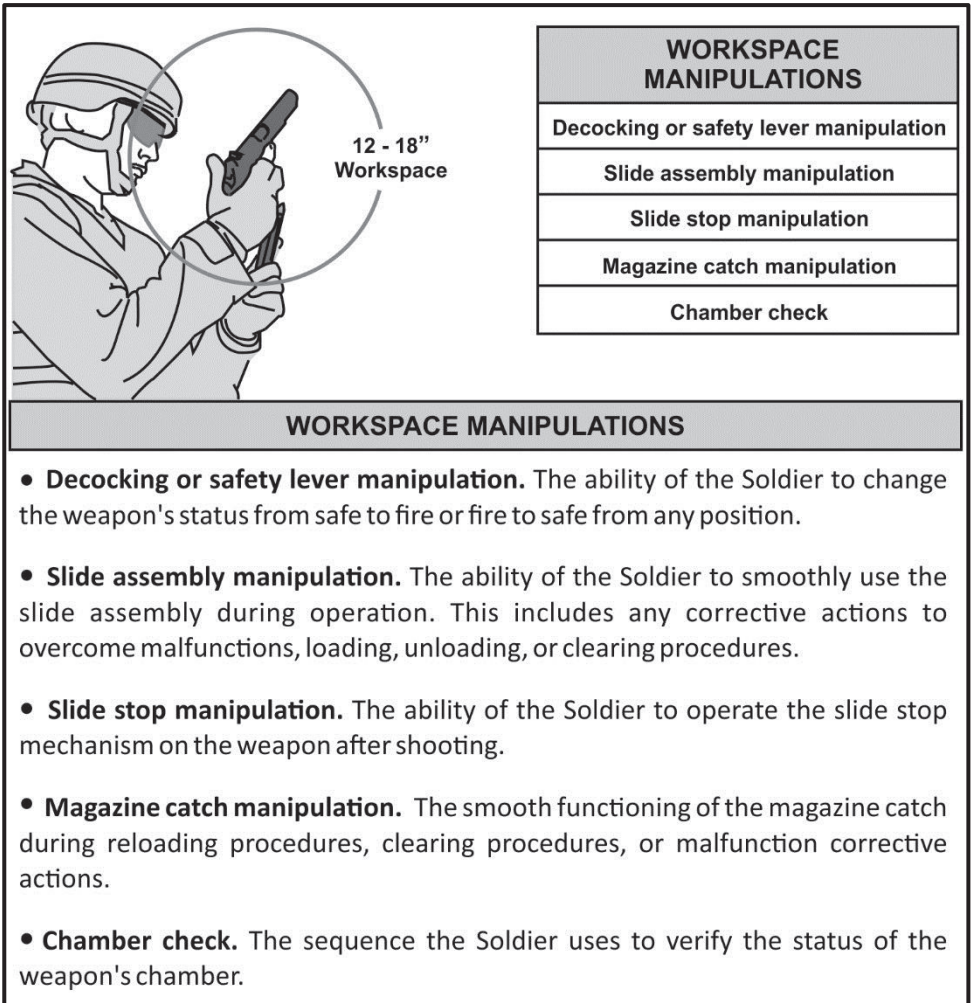 12 - 18”
Workspace
WORKSPACE
MANIPULATIONS
Decocking or safety lever manipulation
Slide assembly manipulation
Slide stop manipulation
Magazine catch manipulation
Chamber check
WORKSPACE MANIPULATIONS
• Decocking or safety lever manipulation. The ability of the Soldier to change
the weapon's status from safe to fire or fire to safe from any position.
• Slide assembly manipulation. The ability of the Soldier to smoothly use the
slide assembly during operation. This includes any corrective actions to
overcome malfunctions, loading, unloading, or clearing procedures.
• Slide stop manipulation. The ability of the Soldier to operate the slide stop
mechanism on the weapon after shooting.
• Magazine catch manipulation. The smooth functioning of the magazine catch
during reloading procedures, clearing procedures, or malfunction corrective
actions.
• Chamber check. The sequence the Soldier uses to verify the status of the
weapon's chamber.